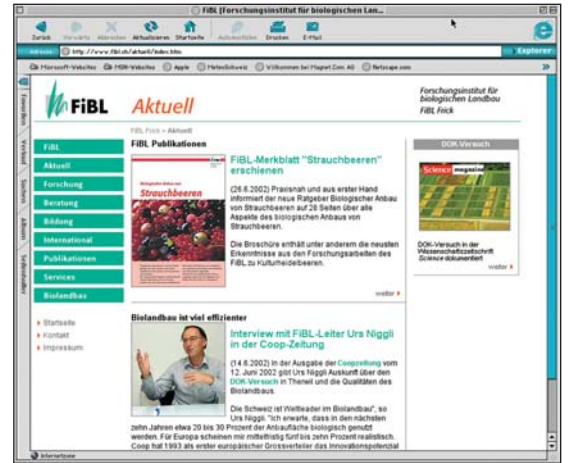 FiBL [Forschungsinstitut für biologischen Lan...
Zurück Vorwärts Abbrechen Aktualisieren Startseite AutoAusfüllen Drucken E-Mail
Adresse http://www.fibl.ch/aktuell/index.htm
Explorer
Microsoft-Websites MSN-Websites Apple MeteoSchweiz Willkommen bei Magnet.Com AG Netscape.com
Favoriten
Verlauf
Suchen
Album
Seitenhalter
FiBL
Aktuell
Forschungsinstitut für
biologischen Landbau
FiBL Frick
FiBL Frick > Aktuell
FiBL
Aktuell
Forschung
Beratung
Bildung
International
Publikationen
Services
Biolandbau
Startseite
Kontakt
Impressum
FiBL Publikationen
Strauchbeeren
FiBL-Merkblatt "Strauchbeeren"
erschienen
(26.6.2002) Praxisnah und aus erster Hand
informiert der neue Ratgeber Biologischer Anbau
von Strauchbeeren auf 28 Seiten über alle
Aspekte des biologischen Anbaus von
Strauchbeeren.
Die Broschüre enthält unter anderem die neusten
Erkenntnisse aus den Forschungsarbeiten des
FiBL zu Kulturheidelbeeren.
weiter
Biolandbau ist viel effizienter
Interview mit FiBL-Leiter Urs Niggli
in der Coop-Zeitung
(14.6.2002) In der Ausgabe der Coopzeitung vom
12. Juni 2002 gibt Urs Niggli Auskunft über den
DOK-Versuch in Therwil und die Qualitäten des
Biolandbaus.
Die Schweiz ist Weltleader im Biolandbau", so
Urs Niggli. "Ich erwarte, dass in den nächsten
zehn Jahren etwa 20 bis 30 Prozent der Anbaufläche biologisch genutzt
werden. Für Europa scheinen mir mittelfristig fünf bis zehn Prozent realistisch.
Coop hat 1993 als erster europäischer Grossverteiler das Innovationspotenzial
DOK-Versuch
Science magazine
DOK-Versuch in der
Wissenschaftszeitschrift
Science dokumentiert
weiter
Internetzone